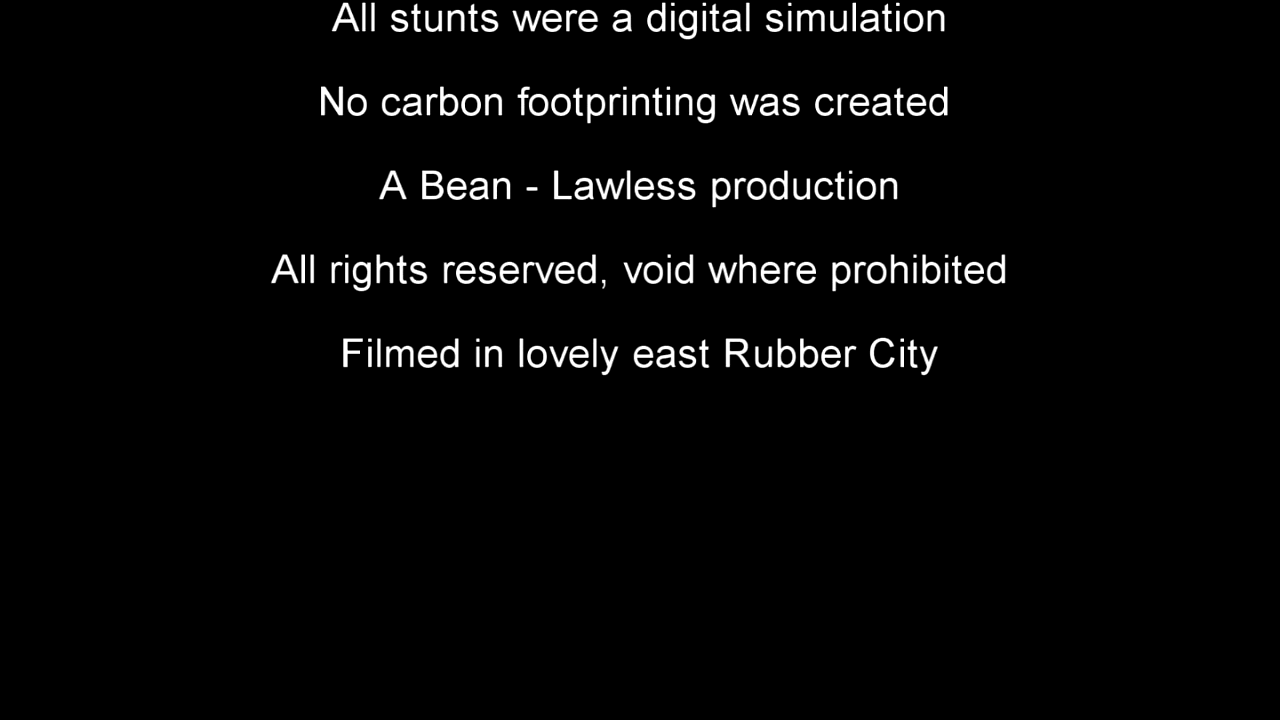 All stunts were a digital simulation
No carbon footprinting was created
A Bean - Lawless production
All rights reserved, void where prohibited
Filmed in lovely east Rubber City